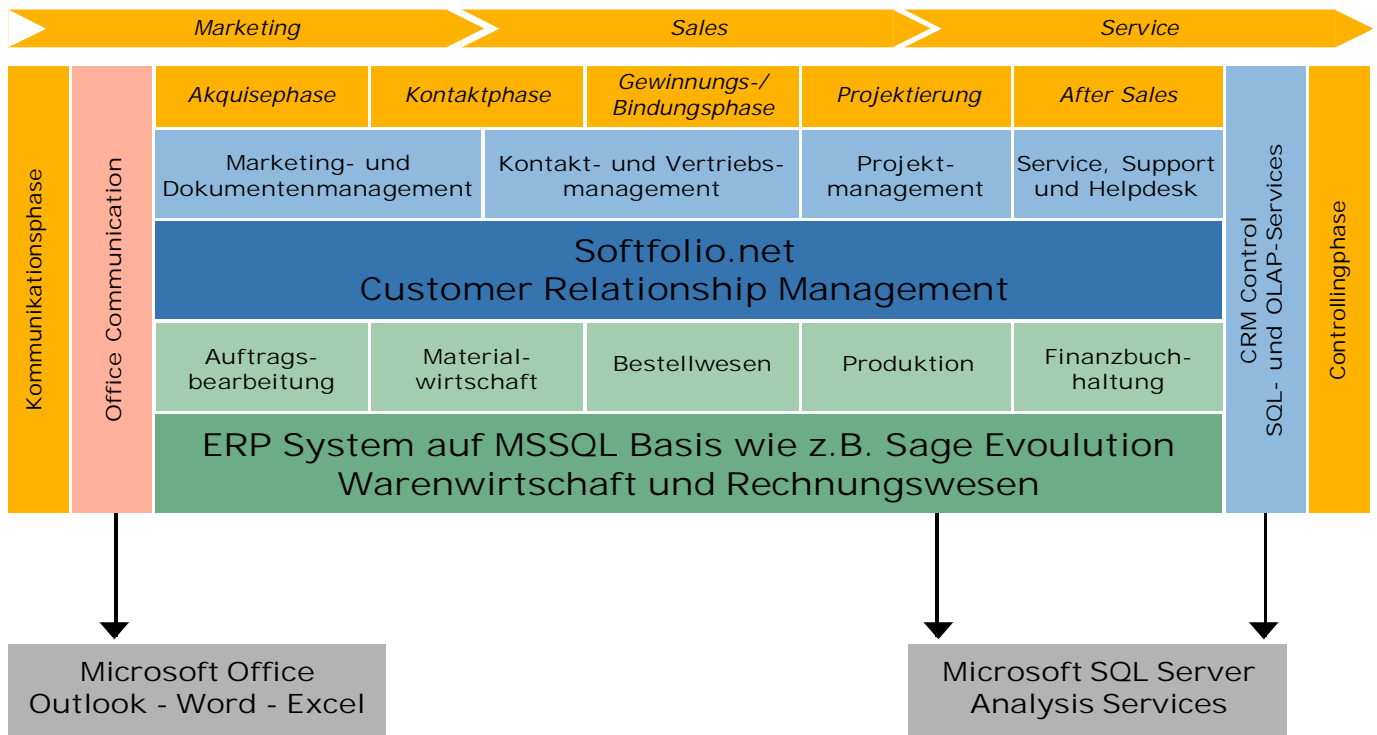 Marketing
Sales
Service
Kommunikationsphase
Office Communication
Akquisephase
Kontaktphase
Gewinnungs-/
Bindungsphase
Projektierung
After Sales
Marketing- und
Dokumentenmanagement
Kontakt- und Vertriebs-
management
Projekt-
management
Service, Support
und Helpdesk
Softfolio.net
Customer Relationship Management
Auftrags-
bearbeitung
Material-
wirtschaft
Bestellwesen
Produktion
Finanzbuch-
haltung
ERP System auf MSSQL Basis wie z.B. Sage Evoulution
Warenwirtschaft und Rechnungswesen
CRM Control
SQL- und OLAP-Services
Controllingphase
Microsoft Office
Outlook - Word - Excel
Microsoft SQL Server
Analysis Services